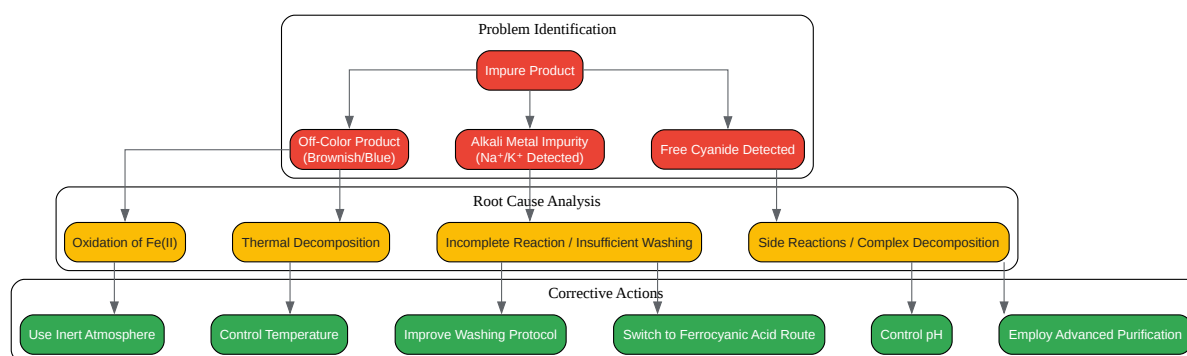 Problem Identification
Impure Product
Off-Color Product
(Brownish/Blue)
Alkali Metal Impurity
(Na⁺/K⁺ Detected)
Free Cyanide Detected
Root Cause Analysis
Oxidation of Fe(II)
Thermal Decomposition
Incomplete Reaction / Insufficient Washing
Side Reactions / Complex Decomposition
Corrective Actions
Use Inert Atmosphere
Control Temperature
Improve Washing Protocol
Switch to Ferrocyanic Acid Route
Control pH
Employ Advanced Purification